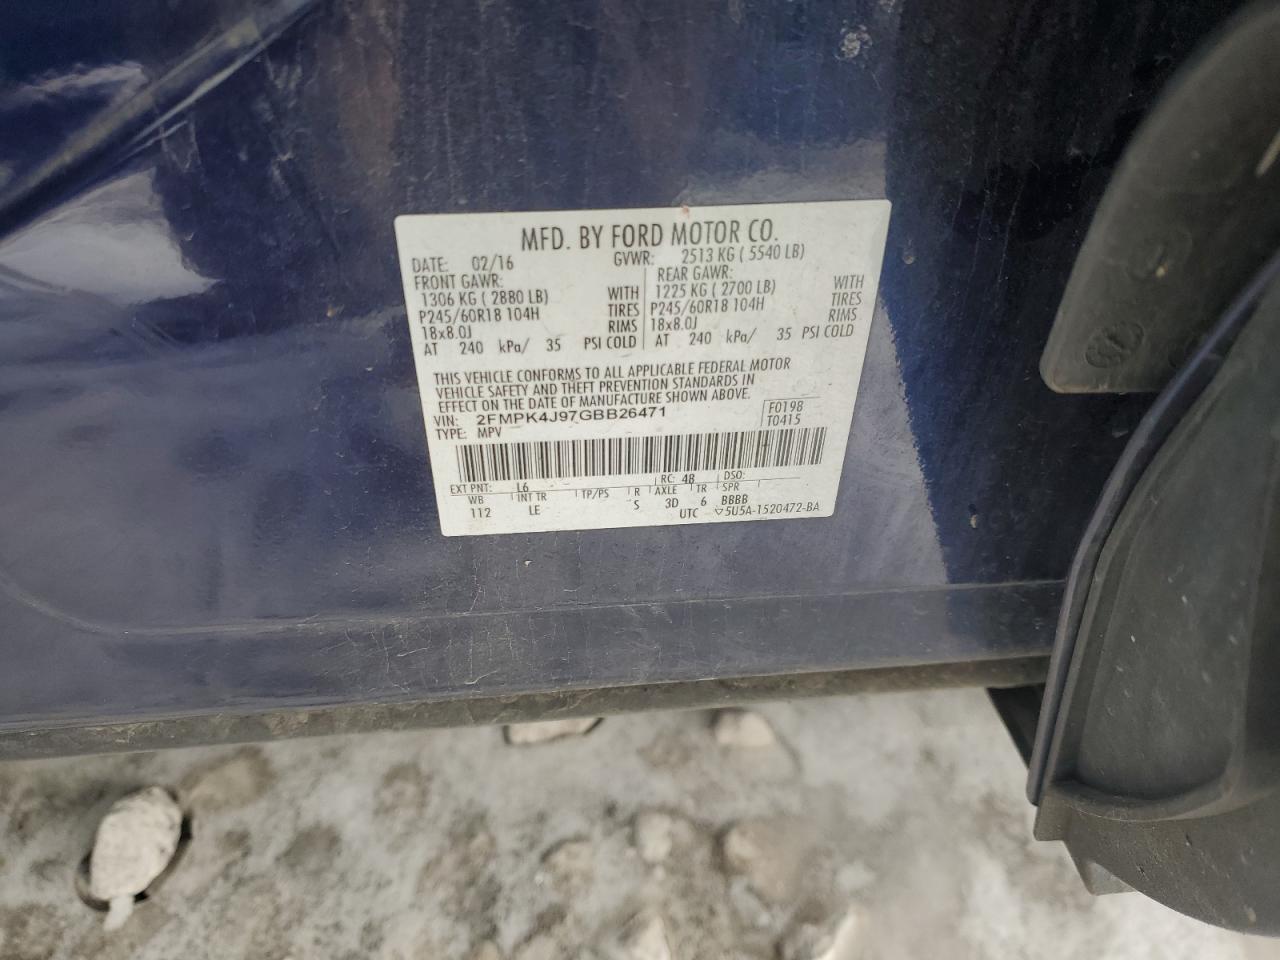 MFD. BY FORD MOTOR CO.
DATE: 02/16 GVWR: 2513 KG ( 5540 LB)
FRONT GAWR: REAR GAWR:
1306 KG ( 2880 LB) WITH 1225 KG ( 2700 LB) WITH
P245/60R18 104H TIRES P245/60R18 104H TIRES
18x8.0J RIMS 18x8.0J RIMS
AT 240 kPa/ 35 PSI COLD AT 240 kPa/ 35 PSI COLD
THIS VEHICLE CONFORMS TO ALL APPLICABLE FEDERAL MOTOR
VEHICLE SAFETY AND THEFT PREVENTION STANDARDS IN
EFFECT ON THE DATE OF MANUFACTURE SHOWN ABOVE.
VIN: 2FMPK4J97GBB26471 F0198
TYPE: MPV T0415
EXT PNT: L6 RC: 48 DSO:
WB INT TR TP/PS R AXLE TR SPR
112 LE S 3D 6 BBBB
UTC ▽5U5A-1520472-BA